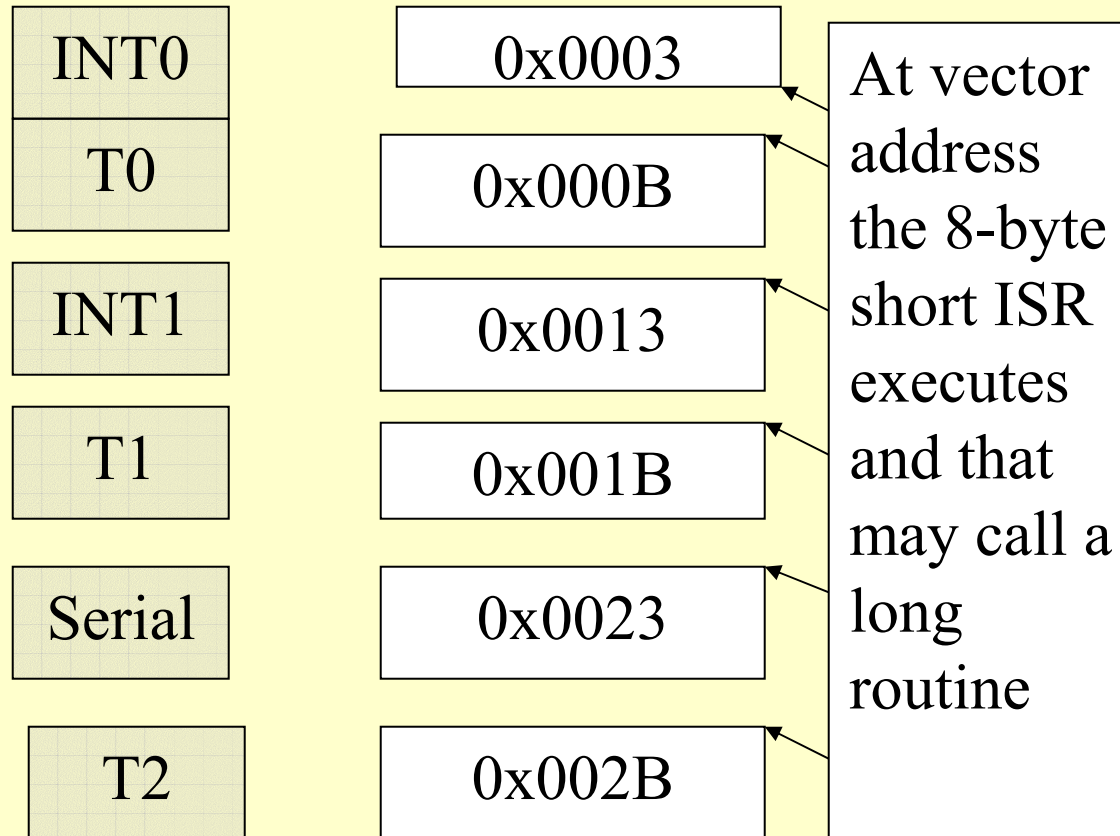 INT0
0x0003
T0
0x000B
INT1
0x0013
T1
0x001B
Serial
0x0023
T2
0x002B
At vector
address
the 8-byte
short ISR
executes
and that
may call a
long
routine